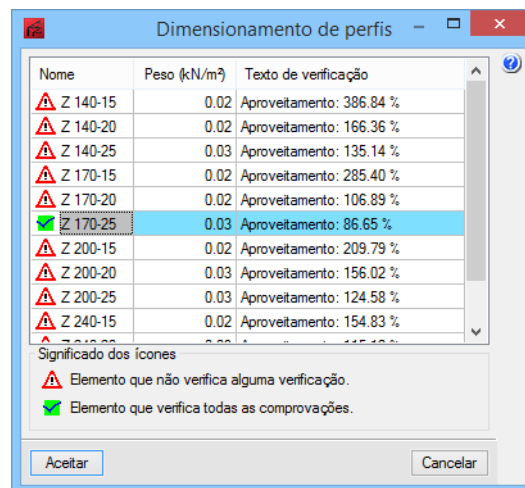 Dimensionamento de perfis
Nome Peso (kN/m²) Texto de verificação
Z 140-15 0.02 Aproveitamento: 386.84 %
Z 140-20 0.02 Aproveitamento: 166.36 %
Z 140-25 0.03 Aproveitamento: 135.14 %
Z 170-15 0.02 Aproveitamento: 285.40 %
Z 170-20 0.02 Aproveitamento: 106.89 %
Z 170-25 0.03 Aproveitamento: 86.65 %
Z 200-15 0.02 Aproveitamento: 209.79 %
Z 200-20 0.03 Aproveitamento: 156.02 %
Z 200-25 0.03 Aproveitamento: 124.58 %
Z 240-15 0.02 Aproveitamento: 154.83 %
Significado dos ícones
Elemento que não verifica alguma verificação.
Elemento que verifica todas as comprovações.
Aceitar Cancelar